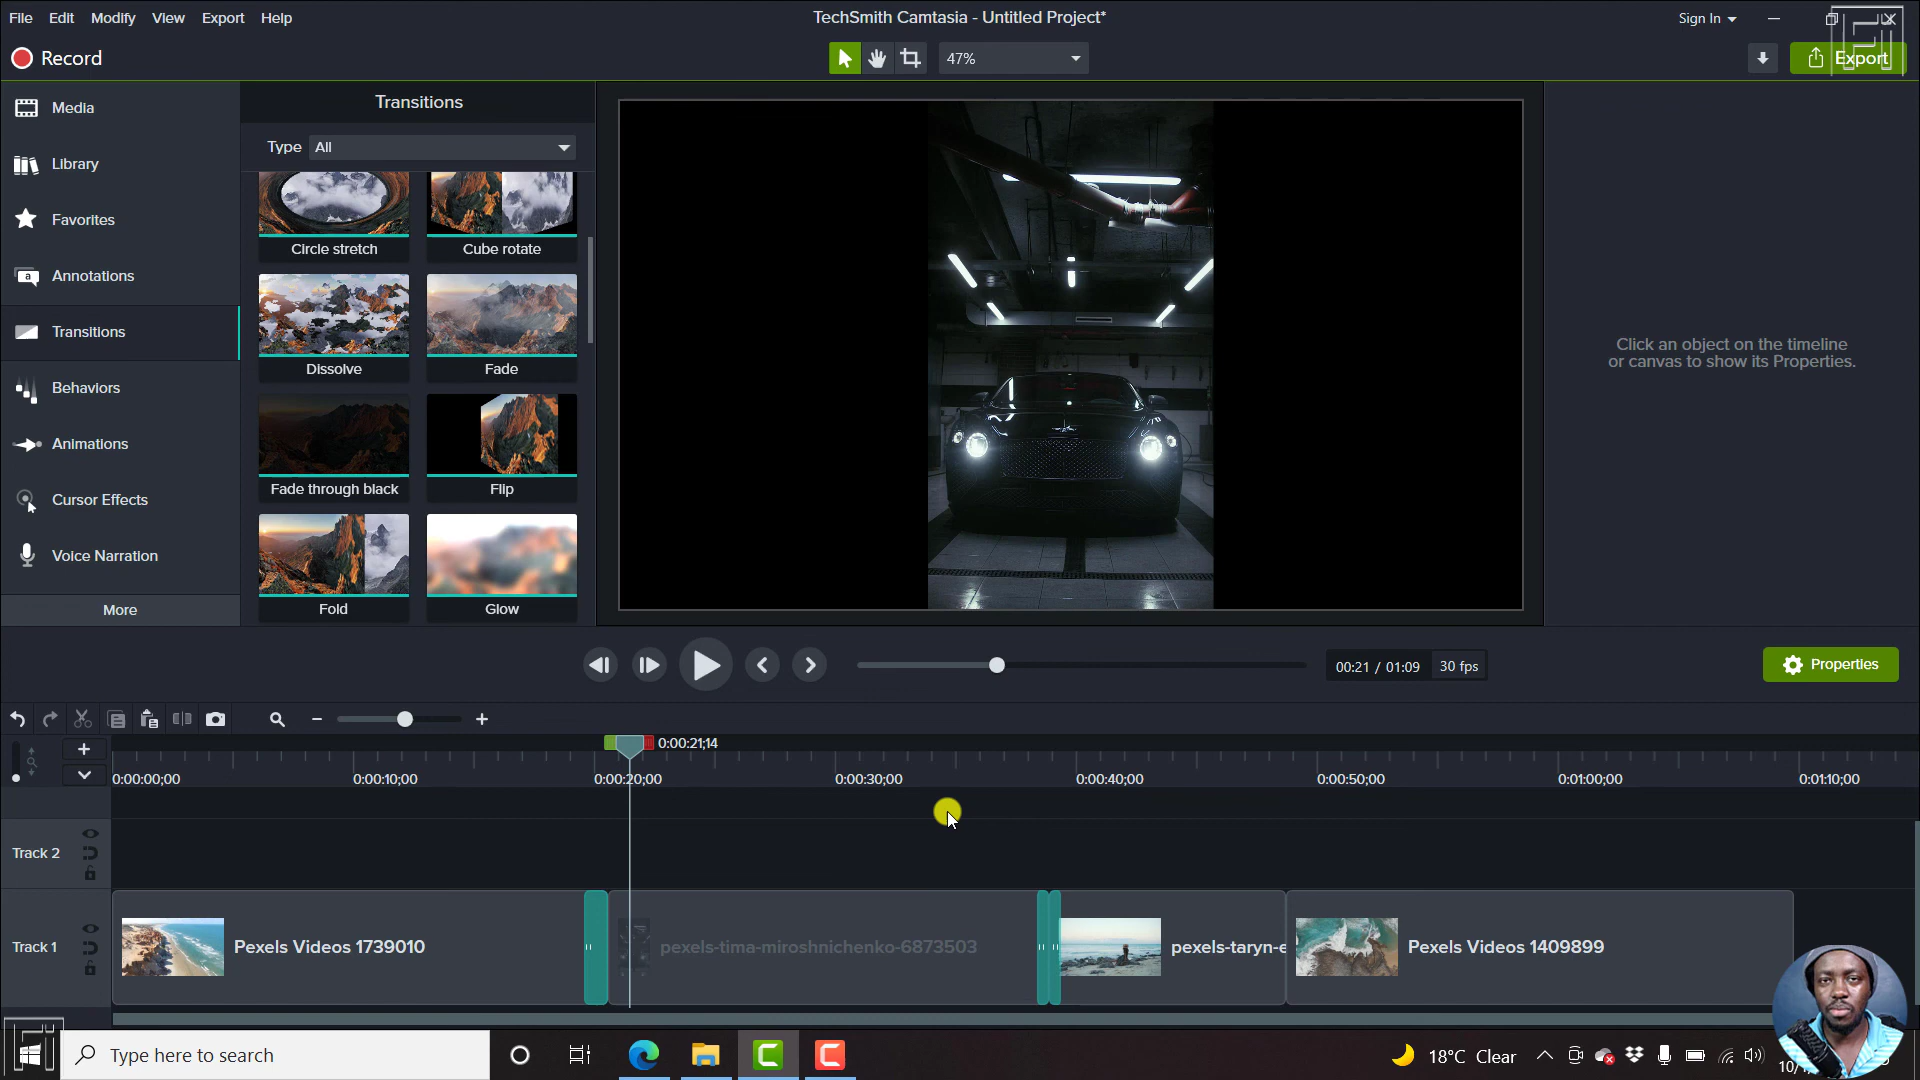 File Edit Modify View Export Help
TechSmith Camtasia - Untitled Project*
Sign In
Record
47%
Export
Media
Library
Favorites
Annotations
Transitions
Behaviors
Animations
Cursor Effects
Voice Narration
More
Transitions
Type All
Circle stretch
Cube rotate
Dissolve
Fade
Fade through black
Flip
Fold
Glow
Click an object on the timeline
or canvas to show its Properties.
00:21 / 01:09
30 fps
Properties
0:00:21;14
0:00:00;00
0:00:10;00
0:00:20;00
0:00:30;00
0:00:40;00
0:00:50;00
0:01:00;00
0:01:10;00
Track 2
Track 1
Pexels Videos 1739010
pexels-tima-miroshnichenko-6873503
pexels-taryn-e
Pexels Videos 1409899
Type here to search
18°C Clear